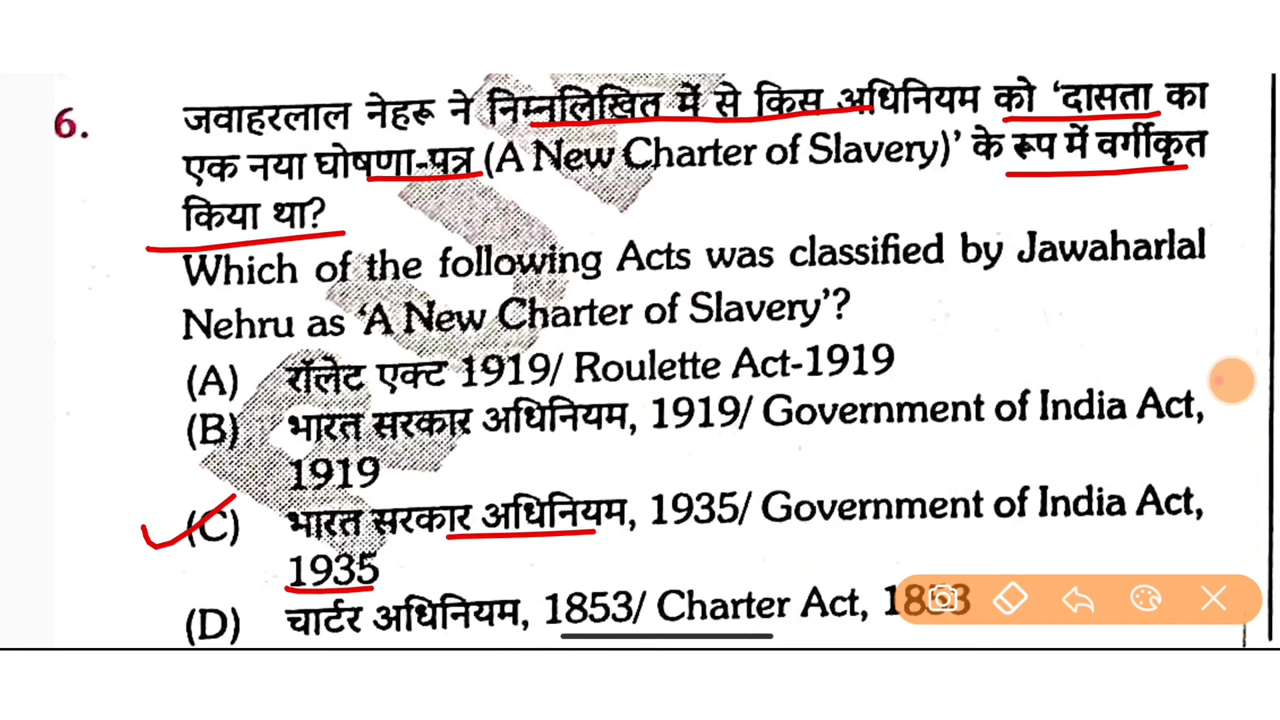 6. जवाहरलाल नेहरू ने निम्नलिखित में से किस अधिनियम को ‘दासता का
एक नया घोषणा-पत्र (A New Charter of Slavery)’ के रूप में वर्गीकृत
किया था?
Which of the following Acts was classified by Jawaharlal
Nehru as ‘A New Charter of Slavery’?
(A) रॉलेट एक्ट 1919/ Roulette Act-1919
(B) भारत सरकार अधिनियम, 1919/ Government of India Act,
1919
(C) भारत सरकार अधिनियम, 1935/ Government of India Act,
1935
(D) चार्टर अधिनियम, 1853/ Charter Act, 1853